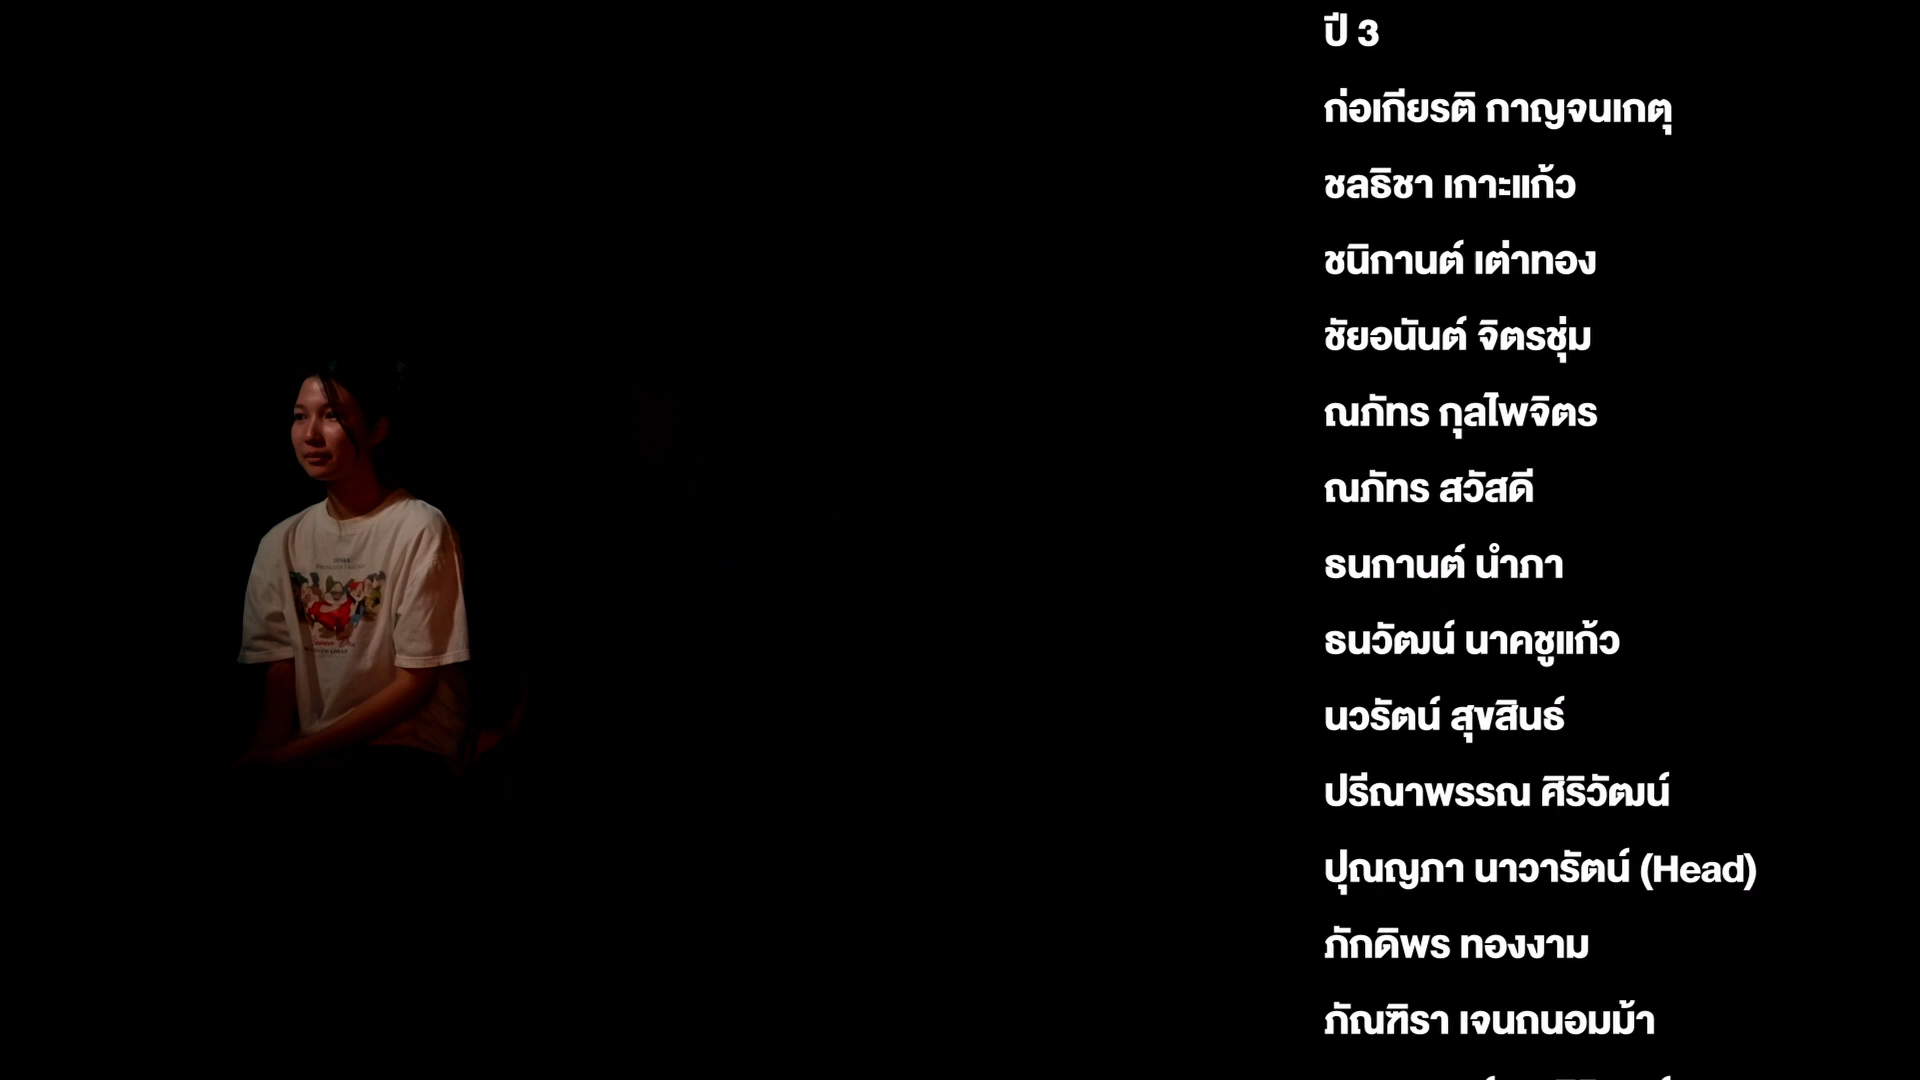 ปี 3
ก่อเกียรติ กาญจนเกตุ
ชลธิชา เกาะแก้ว
ชนิกานต์ เต่าทอง
ชัยอนันต์ จิตรชุ่ม
ณภัทร กุลไพจิตร
ณภัทร สวัสดี
ธนกานต์ นำภา
ธนวัฒน์ นาคชูแก้ว
นวรัตน์ สุขสินธ์
ปรีณาพรรณ ศิริวัฒน์
ปุณญภา นาวารัตน์ (Head)
ภักดิพร ทองงาม
ภัณฑิรา เจนถนอมม้า